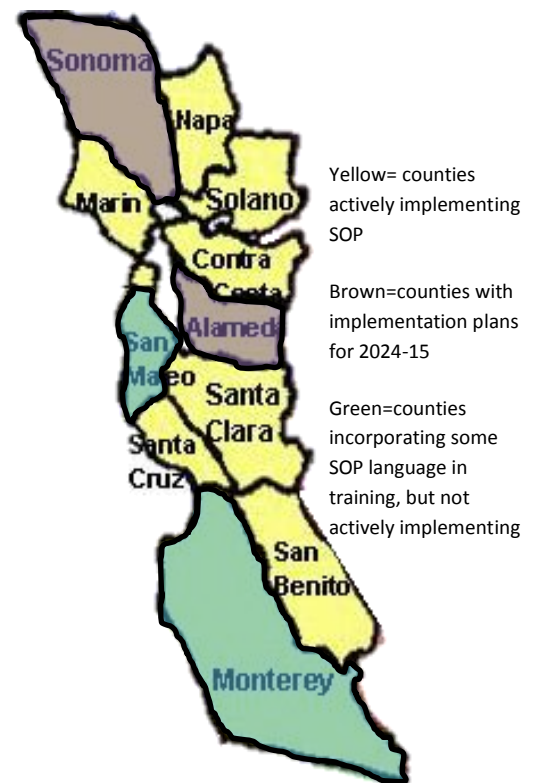 Sonoma
Napa
Marin
Solano
Contra
Costa
Alameda
San
Mateo
Santa
Clara
Santa
Cruz
San
Benito
Monterey
Yellow= counties
actively implementing
SOP
Brown=counties with
implementation plans
for 2024-15
Green=counties
incorporating some
SOP language in
training, but not
actively implementing